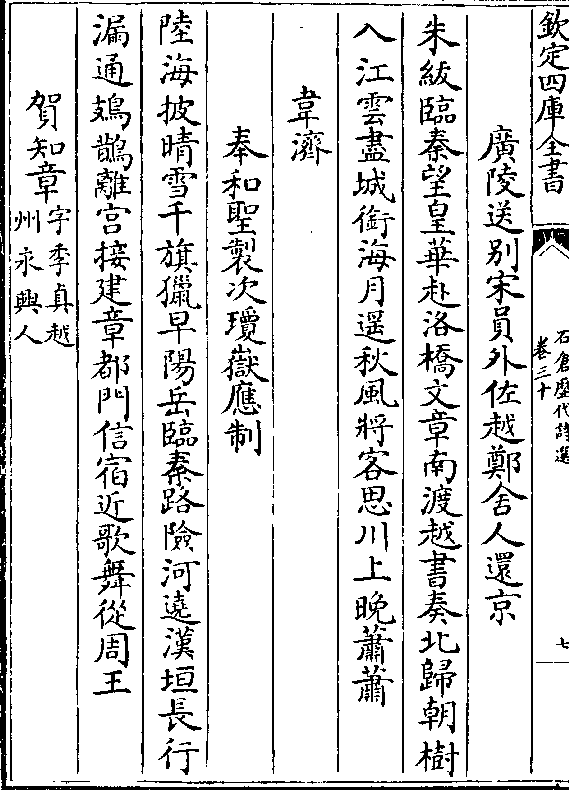 欽定四庫全書
石倉歷代詩選
卷三十
七
廣陵送别宋員外佐越鄭舍人還京
朱紱臨秦望皇華赴洛橋文章南渡越書奏北歸朝樹
入江雲盡城銜海月遥秋風將客思川上晚蕭蕭
韋濟
奉和聖製次瓊嶽應制
陸海披晴雪千旗獵早陽岳臨秦路險河遶漢垣長行
漏通鳷鵲離宫接建章都門信宿近歌舞從周王
賀知章字季真越
州永興人